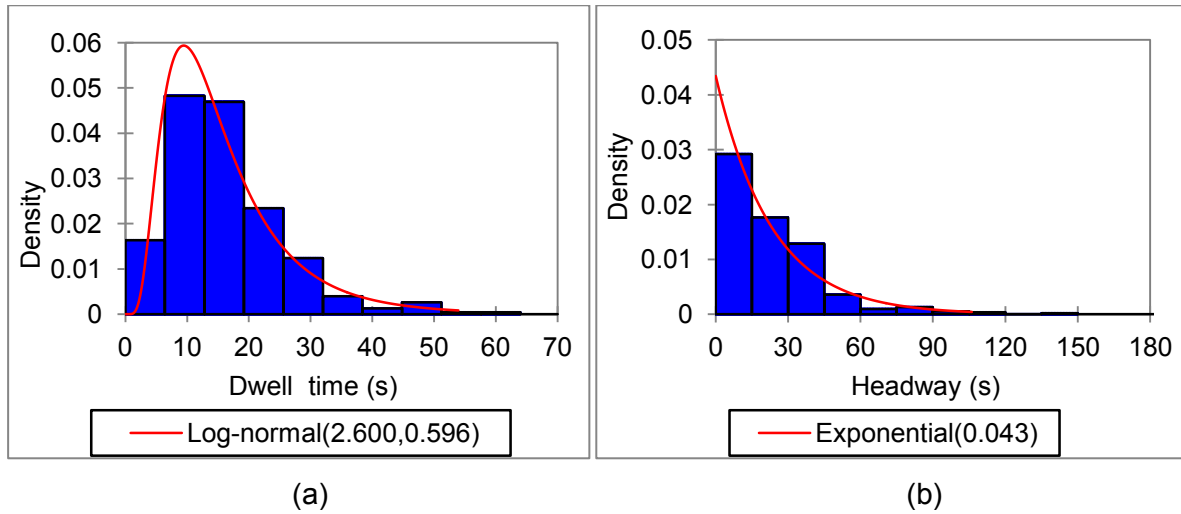 0.06
0.05
0.04
0.03
0.02
0.01
0
Density
0 10 20 30 40 50 60 70
Dwell time (s)
Log-normal(2.600,0.596)
(a)
0.05
0.04
0.03
0.02
0.01
0
Density
0 30 60 90 120 150 180
Headway (s)
Exponential(0.043)
(b)